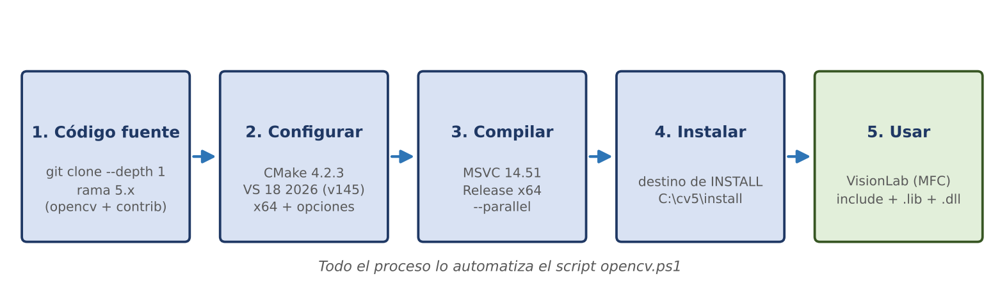 1. Código fuente
git clone --depth 1
rama 5.x
(opencv + contrib)
2. Configurar
CMake 4.2.3
VS 18 2026 (v145)
x64 + opciones
3. Compilar
MSVC 14.51
Release x64
--parallel
4. Instalar
destino de INSTALL
C:\cv5\install
5. Usar
VisionLab (MFC)
include + .lib + .dll
Todo el proceso lo automatiza el script opencv.ps1